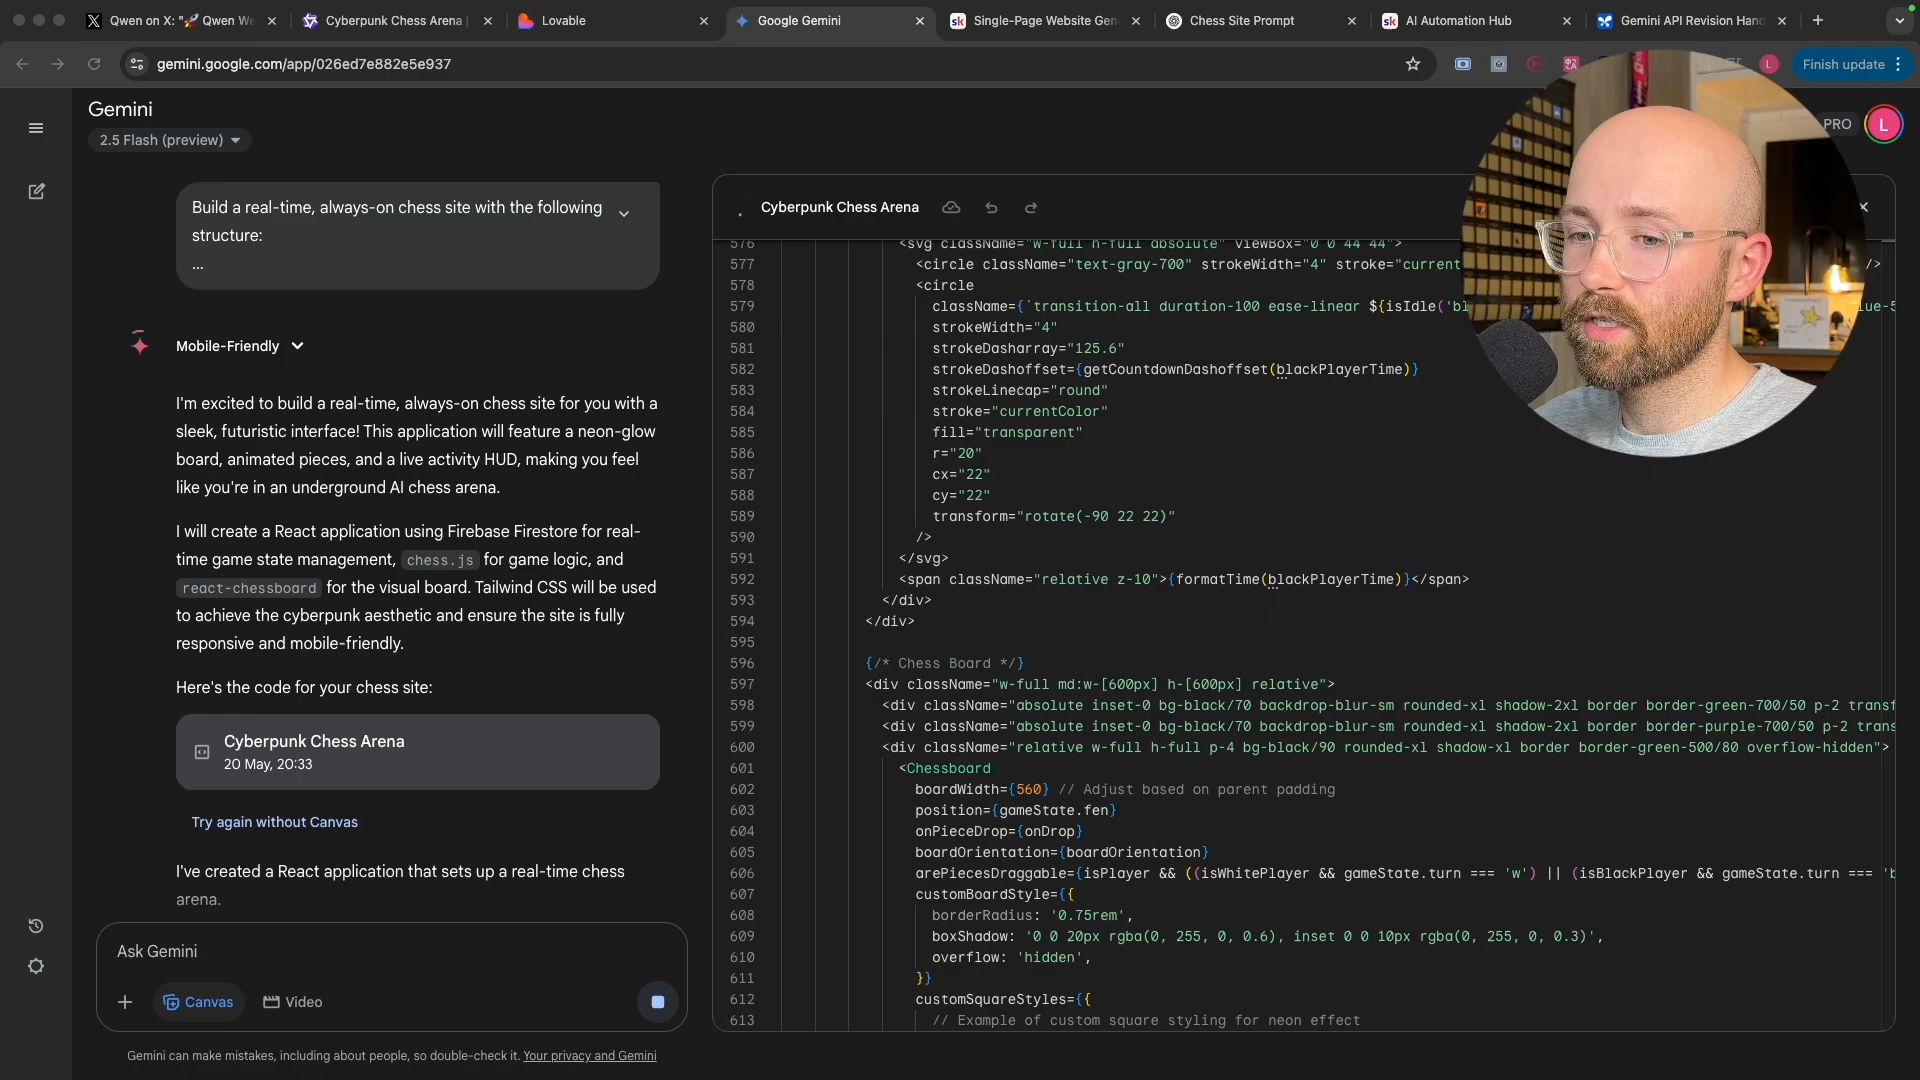 Qwen on X: "🚀 Qwen We
Cyberpunk Chess Arena |
Lovable
Google Gemini
Single-Page Website Gen
Chess Site Prompt
AI Automation Hub
Gemini API Revision Hand
gemini.google.com/app/026ed7e882e5e937
L
Finish update
Gemini
2.5 Flash (preview)
PRO
L
Build a real-time, always-on chess site with the following
structure:
...
Mobile-Friendly
I'm excited to build a real-time, always-on chess site for you with a
sleek, futuristic interface! This application will feature a neon-glow
board, animated pieces, and a live activity HUD, making you feel
like you're in an underground AI chess arena.
I will create a React application using Firebase Firestore for real-
time game state management, chess.js for game logic, and
react-chessboard for the visual board. Tailwind CSS will be used
to achieve the cyberpunk aesthetic and ensure the site is fully
responsive and mobile-friendly.
Here's the code for your chess site:
Cyberpunk Chess Arena
20 May, 20:33
Try again without Canvas
I've created a React application that sets up a real-time chess
arena.
Ask Gemini
Canvas
Video
Gemini can make mistakes, including about people, so double-check it. Your privacy and Gemini
Cyberpunk Chess Arena
576 <svg className="w-full h-full absolute" viewBox="0 0 44 44">
577 <circle className="text-gray-700" strokeWidth="4" stroke="current />
578 <circle
579 className={`transition-all duration-100 ease-linear ${isIdle('bl lue-5
580 strokeWidth="4"
581 strokeDasharray="125.6"
582 strokeDashoffset={getCountdownDashoffset(blackPlayerTime)}
583 strokeLinecap="round"
584 stroke="currentColor"
585 fill="transparent"
586 r="20"
587 cx="22"
588 cy="22"
589 transform="rotate(-90 22 22)"
590 />
591 </svg>
592 <span className="relative z-10">{formatTime(blackPlayerTime)}</span>
593 </div>
594 </div>
595
596 {/* Chess Board */}
597 <div className="w-full md:w-[600px] h-[600px] relative">
598 <div className="absolute inset-0 bg-black/70 backdrop-blur-sm rounded-xl shadow-2xl border border-green-700/50 p-2 transf
599 <div className="absolute inset-0 bg-black/70 backdrop-blur-sm rounded-xl shadow-2xl border border-purple-700/50 p-2 trans
600 <div className="relative w-full h-full p-4 bg-black/90 rounded-xl shadow-xl border border-green-500/80 overflow-hidden">
601 <Chessboard
602 boardWidth={560} // Adjust based on parent padding
603 position={gameState.fen}
604 onPieceDrop={onDrop}
605 boardOrientation={boardOrientation}
606 arePiecesDraggable={isPlayer && ((isWhitePlayer && gameState.turn === 'w') || (isBlackPlayer && gameState.turn === 'b
607 customBoardStyle={{
608 borderRadius: '0.75rem',
609 boxShadow: '0 0 20px rgba(0, 255, 0, 0.6), inset 0 0 10px rgba(0, 255, 0, 0.3)',
610 overflow: 'hidden',
611 }}
612 customSquareStyles={{
613 // Example of custom square styling for neon effect